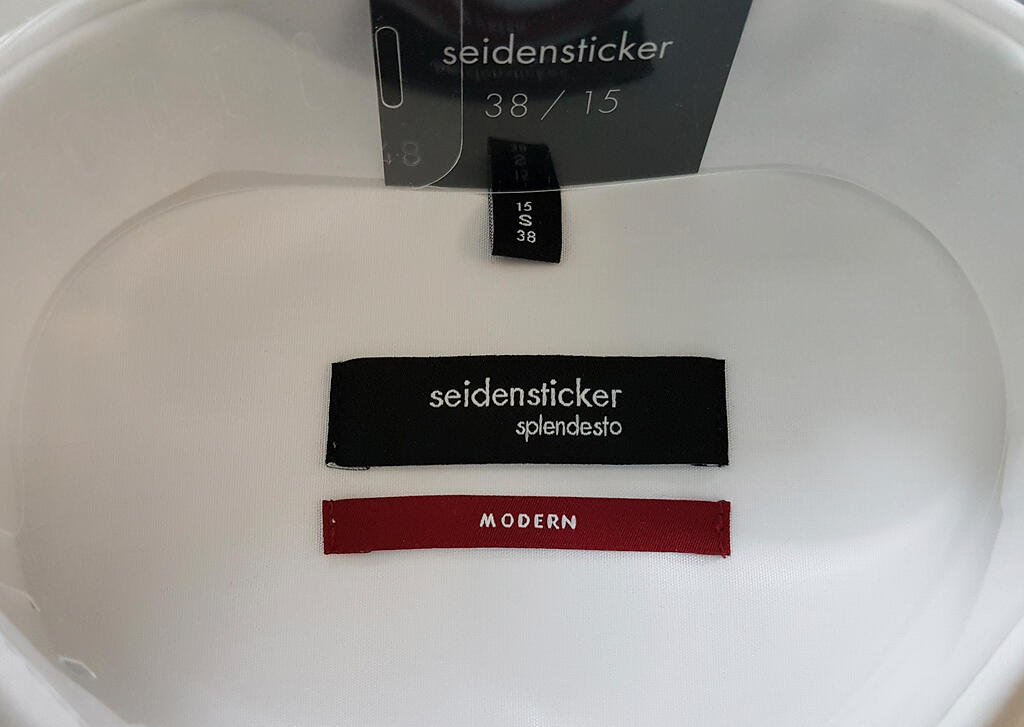 seidensticker
38 / 15
48
15
S
38
seidensticker
splendesto
MODERN